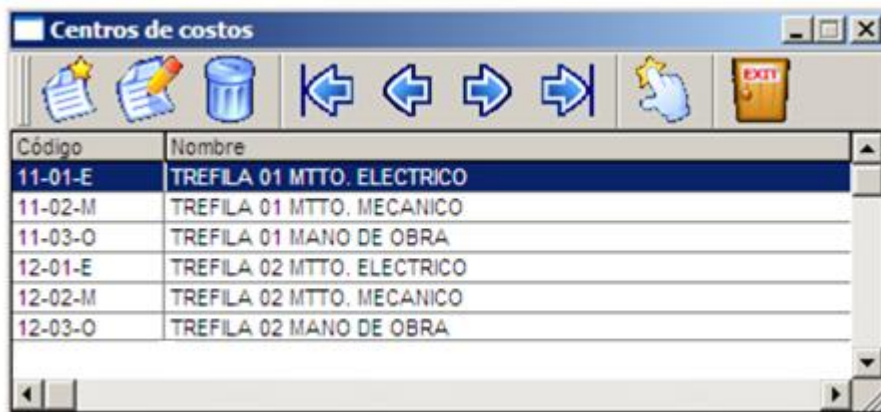 Centros de costos
EXIT
Código Nombre
11-01-E TREFILA 01 MTTO. ELECTRICO
11-02-M TREFILA 01 MTTO. MECANICO
11-03-O TREFILA 01 MANO DE OBRA
12-01-E TREFILA 02 MTTO. ELECTRICO
12-02-M TREFILA 02 MTTO. MECANICO
12-03-O TREFILA 02 MANO DE OBRA